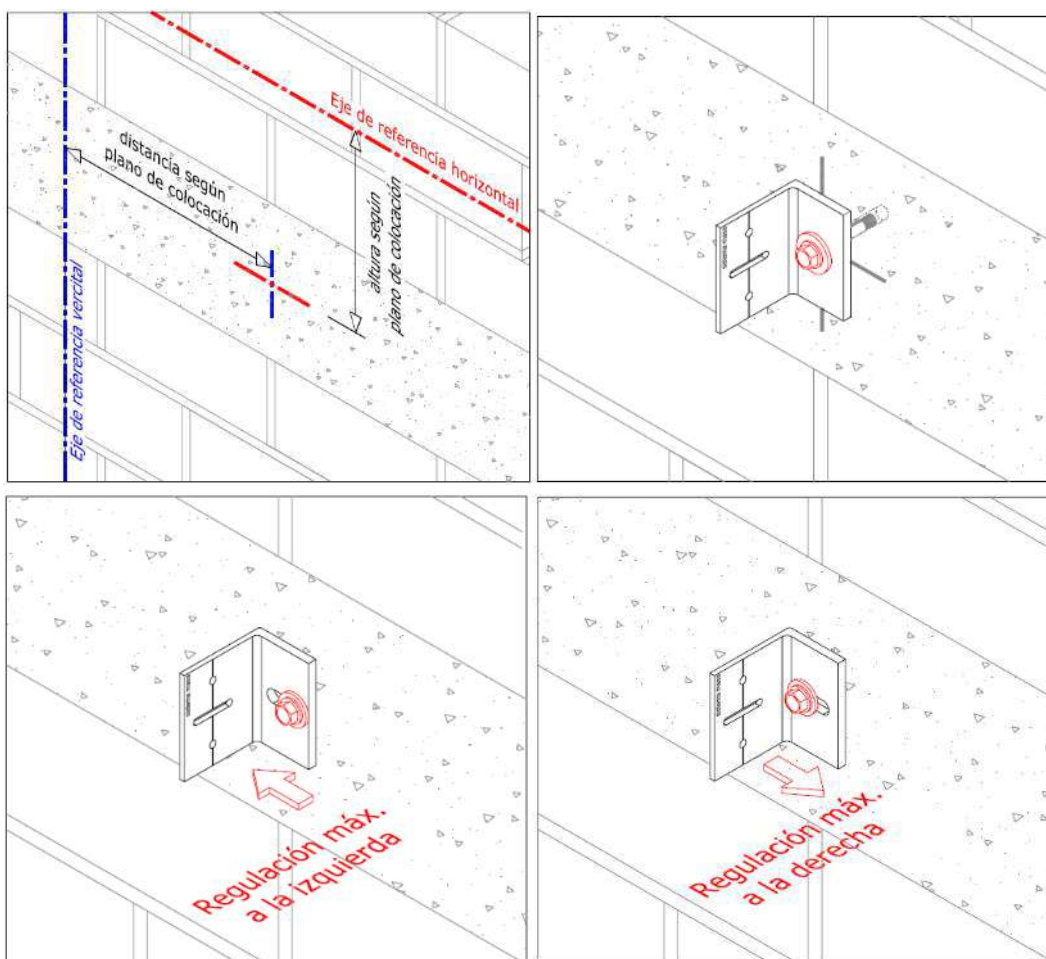 Eje de referencia horizontal
distancia según
plano de colocación
altura según
plano de colocación
Eje de referencia vercital
Regulación máx.
a la izquierda
Regulación máx.
a la derecha